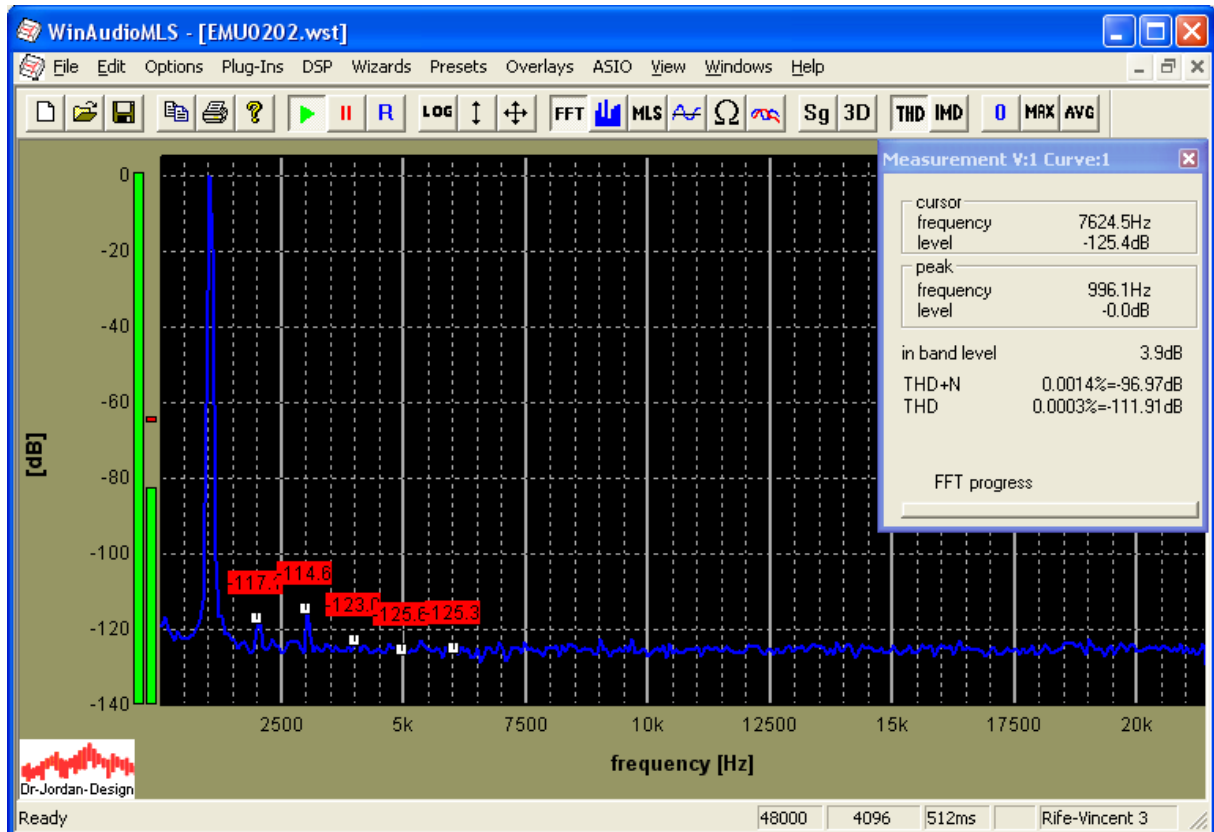 WinAudioMLS - [EMU0202.wst]
File Edit Options Plug-Ins DSP Wizards Presets Overlays ASIO View Windows Help
R LOG FFT MLS Ω Sg 3D THD IMD 0 MAX AVG
Measurement V:1 Curve:1
cursor
frequency 7624.5Hz
level -125.4dB
peak
frequency 996.1Hz
level -0.0dB
in band level 3.9dB
THD+N 0.0014%=-96.97dB
THD 0.0003%=-111.91dB
FFT progress
[dB]
0
-20
-40
-60
-80
-100
-120
-140
-114.6
-125.3
2500 5k 7500 10k 12500 15k 17500 20k
frequency [Hz]
Dr-Jordan-Design
Ready 48000 4096 512ms Rife-Vincent 3